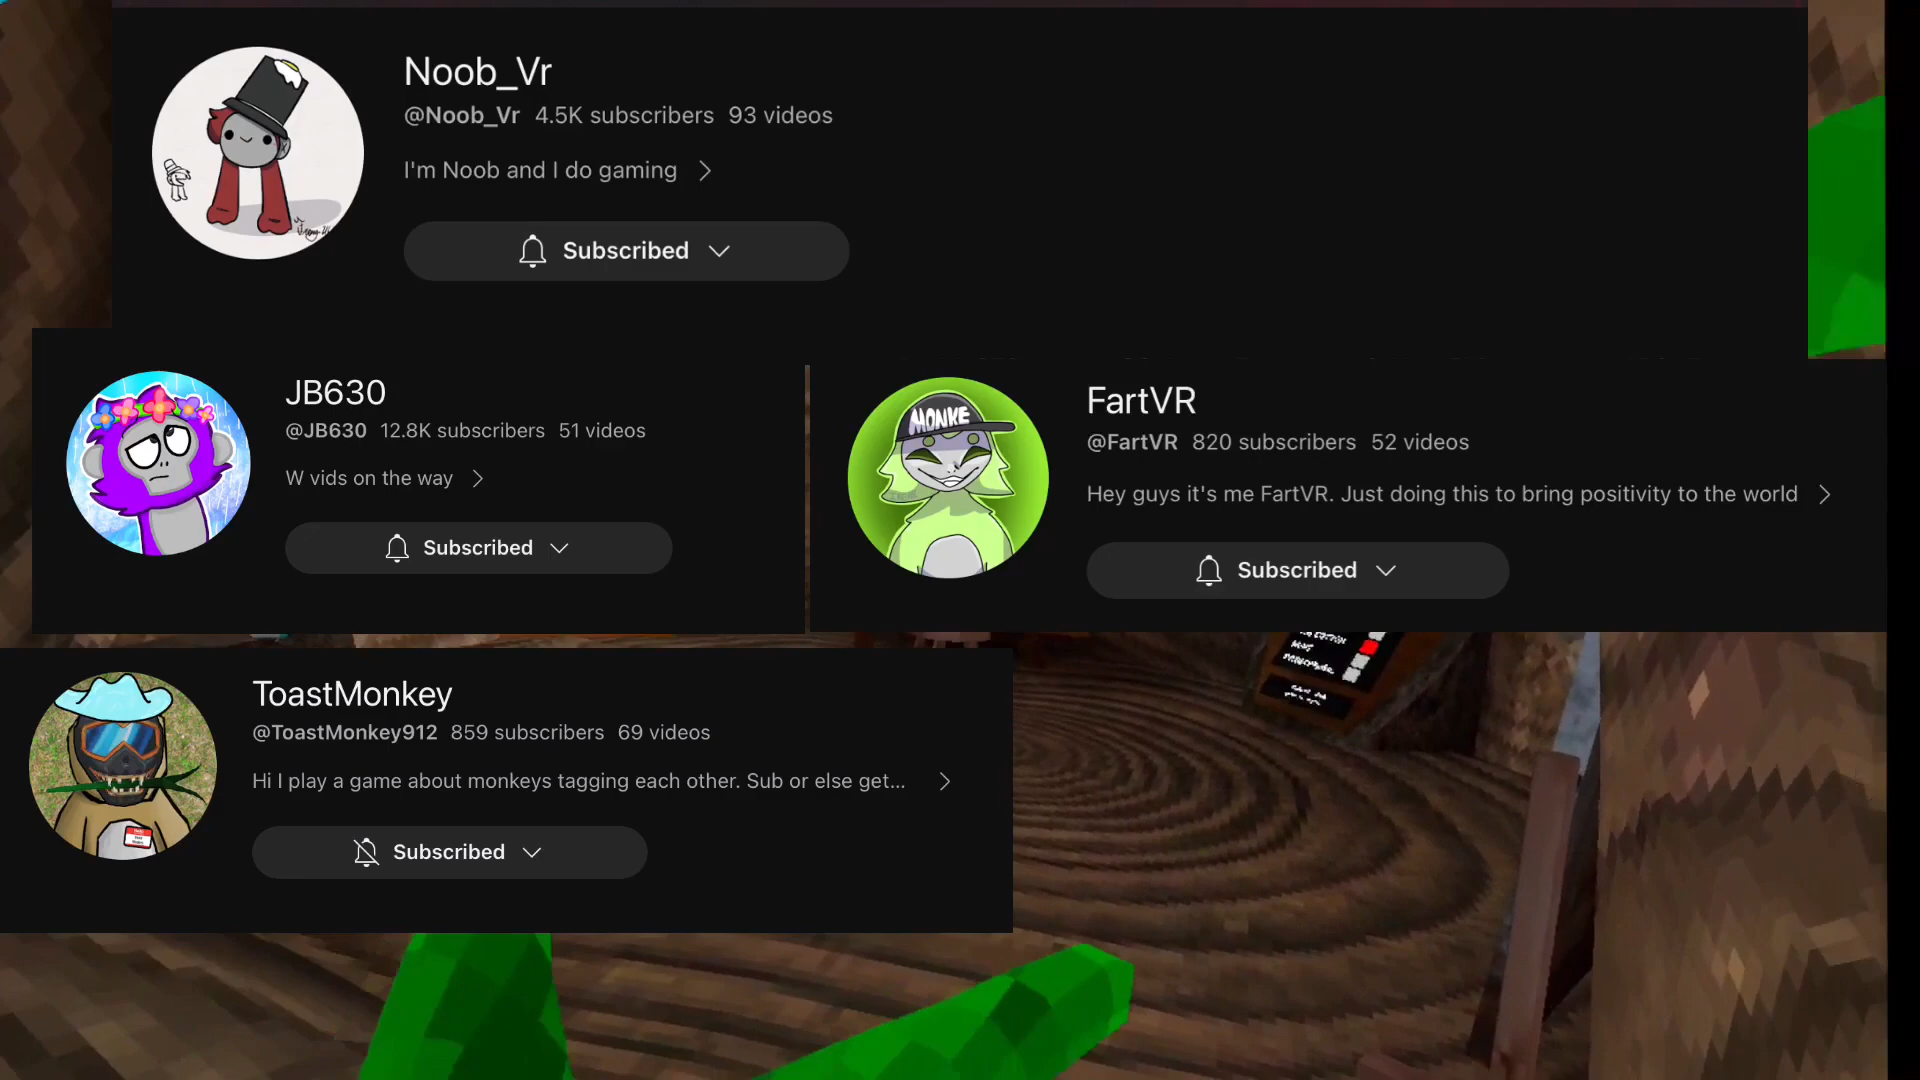 Noob_Vr
@Noob_Vr 4.5K subscribers 93 videos
I'm Noob and I do gaming
Subscribed
JB630
@JB630 12.8K subscribers 51 videos
W vids on the way
Subscribed
MONKE
FartVR
@FartVR 820 subscribers 52 videos
Hey guys it's me FartVR. Just doing this to bring positivity to the world
Subscribed
ToastMonkey
@ToastMonkey912 859 subscribers 69 videos
Hi I play a game about monkeys tagging each other. Sub or else get...
Subscribed